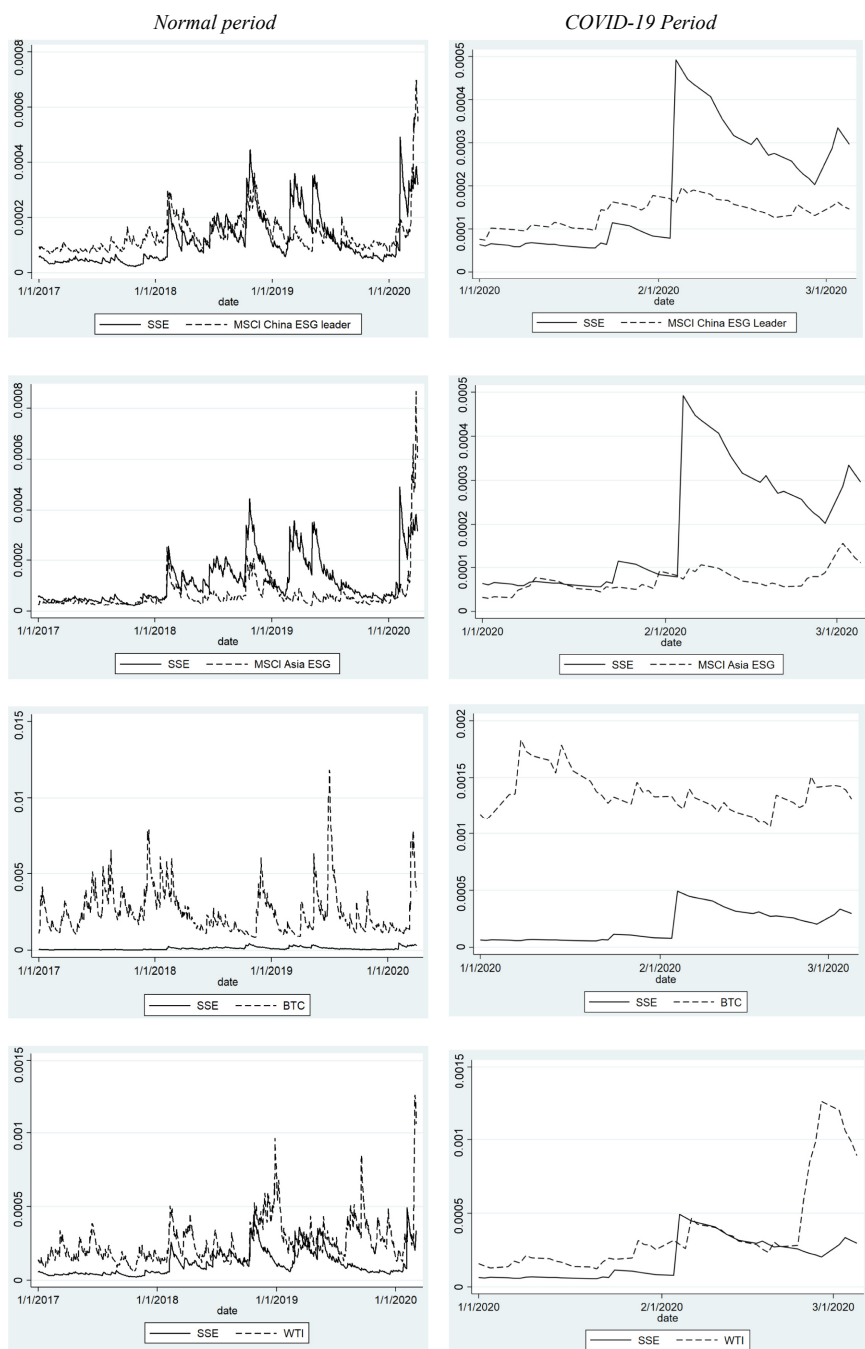 Normal period
COVID-19 Period
0.0008
0.0006
0.0004
0.0002
0
1/1/2017
1/1/2018
1/1/2019
1/1/2020
date
SSE
MSCI China ESG leader
0.0005
0.0004
0.0003
0.0002
0.0001
0
1/1/2020
2/1/2020
3/1/2020
date
SSE
MSCI China ESG Leader
0.0008
0.0006
0.0004
0.0002
0
1/1/2017
1/1/2018
1/1/2019
1/1/2020
date
SSE
MSCI Asia ESG
0.0005
0.0004
0.0003
0.0002
0.0001
0
1/1/2020
2/1/2020
3/1/2020
date
SSE
MSCI Asia ESG
0.015
0.01
0.005
0
1/1/2017
1/1/2018
1/1/2019
1/1/2020
date
SSE
BTC
0.002
0.0015
0.001
0.0005
0
1/1/2020
2/1/2020
3/1/2020
date
SSE
BTC
0.0015
0.001
0.0005
0
1/1/2017
1/1/2018
1/1/2019
1/1/2020
date
SSE
WTI
0.0015
0.001
0.0005
0
1/1/2020
2/1/2020
3/1/2020
date
SSE
WTI